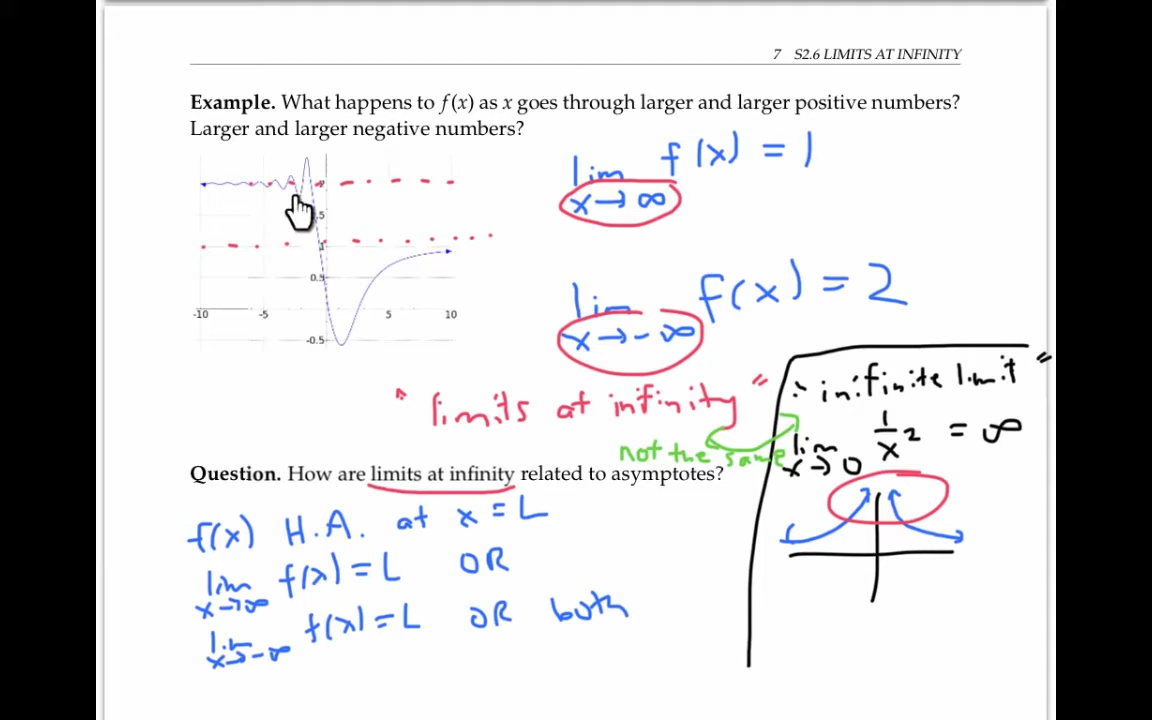 7 S2.6 LIMITS AT INFINITY
Example. What happens to f(x) as x goes through larger and larger positive numbers?
Larger and larger negative numbers?
lim f(x) = 1
x → ∞
2
.5
1
0.5
-10 -5 5 10
-0.5
lim f(x) = 2
x → - ∞
"limits at infinity"
"inifinite limit"
not the same
lim 1/x² = ∞
x → 0
Question. How are limits at infinity related to asymptotes?
f(x) H.A. at x = L
lim f(x) = L OR
x → ∞
lim f(x) = L OR both
x → - ∞